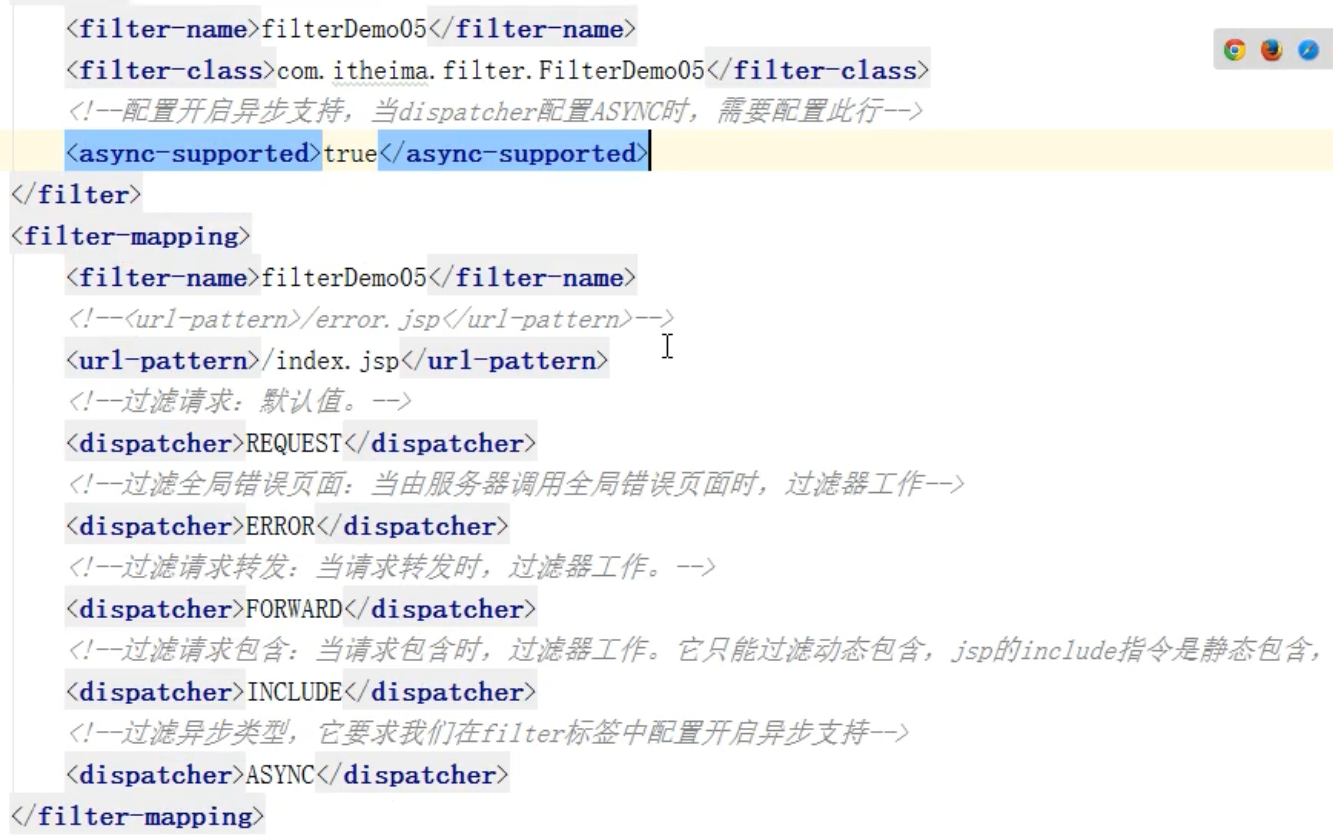 <filter-name>filterDemo05</filter-name>
<filter-class>com.itheima.filter.FilterDemo05</filter-class>
<!--配置开启异步支持，当dispatcher配置ASYNC时，需要配置此行-->
<async-supported>true</async-supported>
</filter>
<filter-mapping>
<filter-name>filterDemo05</filter-name>
<!--<url-pattern>/error.jsp</url-pattern>-->
<url-pattern>/index.jsp</url-pattern>
<!--过滤请求：默认值。-->
<dispatcher>REQUEST</dispatcher>
<!--过滤全局错误页面：当由服务器调用全局错误页面时，过滤器工作-->
<dispatcher>ERROR</dispatcher>
<!--过滤请求转发：当请求转发时，过滤器工作。-->
<dispatcher>FORWARD</dispatcher>
<!--过滤请求包含：当请求包含时，过滤器工作。它只能过滤动态包含，jsp的include指令是静态包含，
<dispatcher>INCLUDE</dispatcher>
<!--过滤异步类型，它要求我们在filter标签中配置开启异步支持-->
<dispatcher>ASYNC</dispatcher>
</filter-mapping>